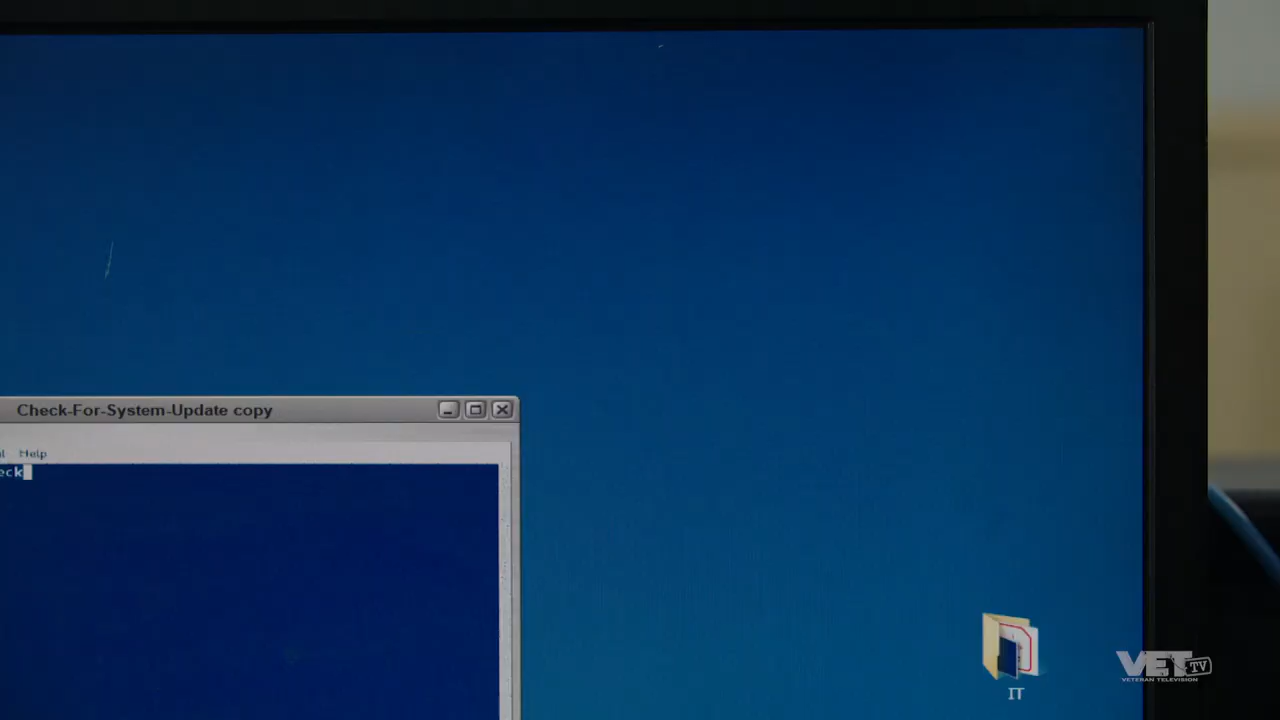 Check-For-System-Update copy
Help
eck
IT
VET TV
VETERAN TELEVISION